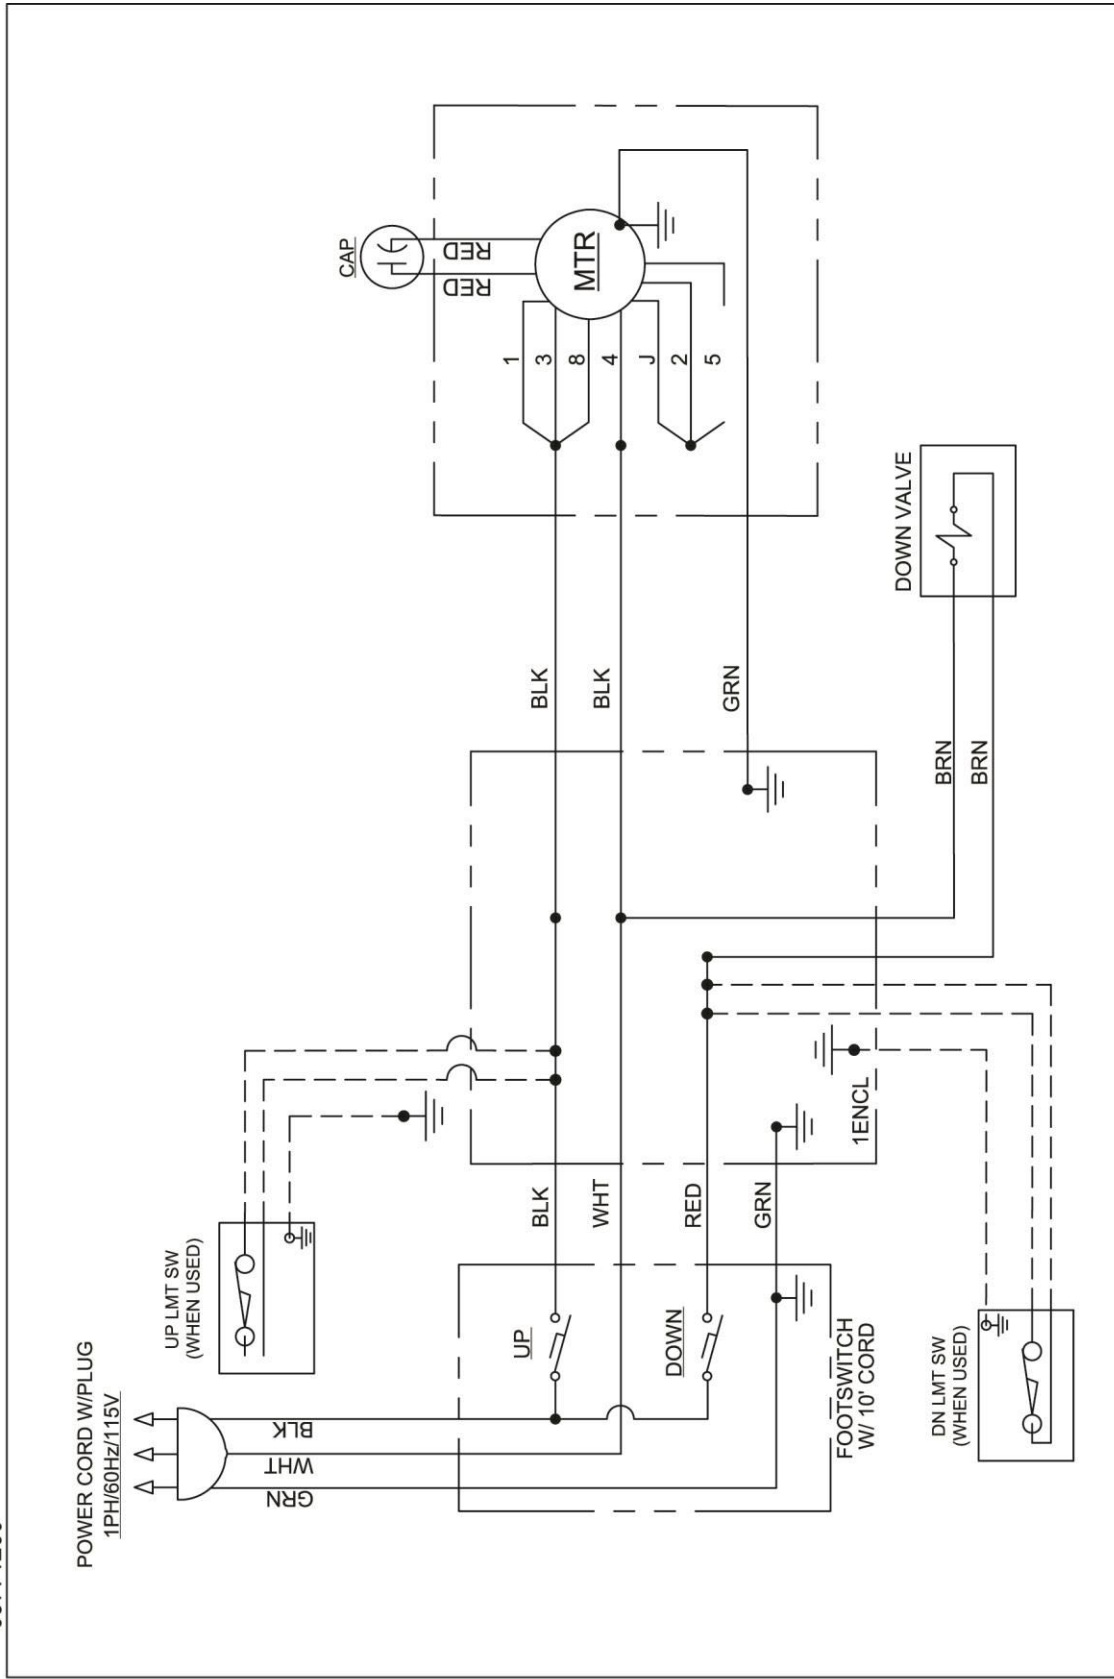 POWER CORD W/PLUG
1PH/60Hz/115V
BLK
WHT
GRN
UP LMT SW
(WHEN USED)
UP
DOWN
FOOTSWITCH
W/ 10' CORD
DN LMT SW
(WHEN USED)
BLK
WHT
RED
GRN
1ENCL
BLK
BLK
GRN
BRN
BRN
DOWN VALVE
CAP
RED
RED
MTR
1
3
8
4
J
2
5